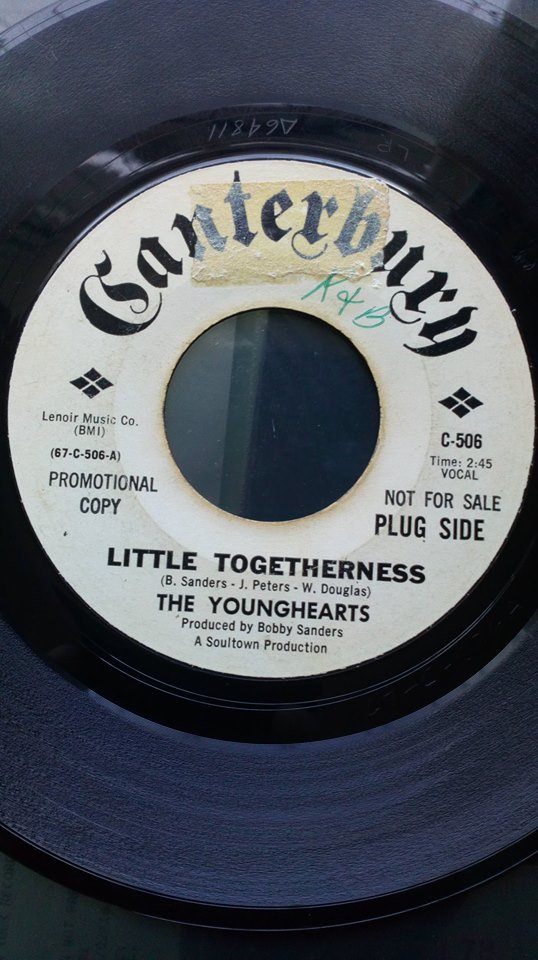 Δ64811
Canterbury
R & B
Lenoir Music Co.
(BMI)
(67-C-506-A)
PROMOTIONAL
COPY
C-506
Time: 2:45
VOCAL
NOT FOR SALE
PLUG SIDE
LITTLE TOGETHERNESS
(B. Sanders - J. Peters - W. Douglas)
THE YOUNGHEARTS
Produced by Bobby Sanders
A Soultown Production